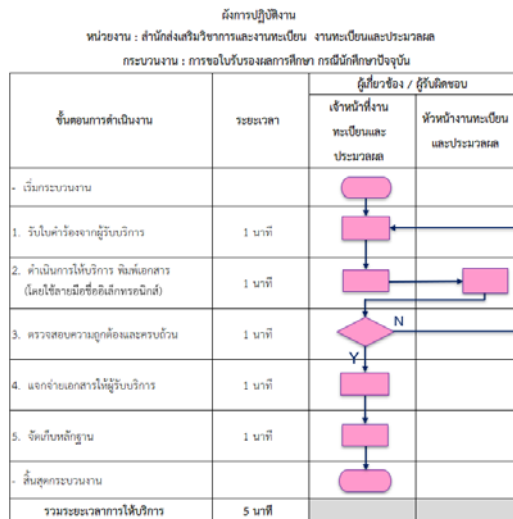 ผังการปฏิบัติงาน
หน่วยงาน : สำนักส่งเสริมวิชาการและงานทะเบียน งานทะเบียนและประมวลผล
กระบวนงาน : การขอใบรับรองผลการศึกษา กรณีนักศึกษาปัจจุบัน
ขั้นตอนการดำเนินงาน
ระยะเวลา
ผู้เกี่ยวข้อง / ผู้รับผิดชอบ
เจ้าหน้าที่งาน
ทะเบียนและ
ประมวลผล
หัวหน้างานทะเบียน
และประมวลผล
- เริ่มกระบวนงาน
1. รับใบคำร้องจากผู้รับบริการ 1 นาที
2. ดำเนินการให้บริการ พิมพ์เอกสาร
(โดยใช้ลายมือชื่ออิเล็กทรอนิกส์) 1 นาที
3. ตรวจสอบความถูกต้องและครบถ้วน 1 นาที
N
Y
4. แจกจ่ายเอกสารให้ผู้รับบริการ 1 นาที
5. จัดเก็บหลักฐาน 1 นาที
- สิ้นสุดกระบวนงาน
รวมระยะเวลาการให้บริการ 5 นาที